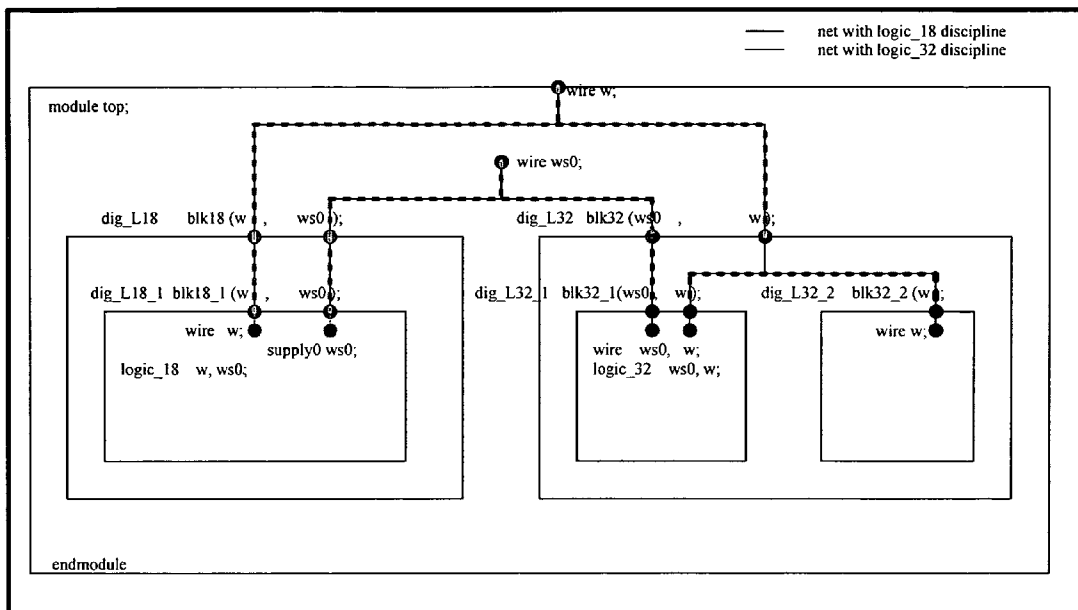 net with logic_18 discipline
net with logic_32 discipline
wire w;
module top;
wire ws0;
dig_L18 blk18 (w , ws0 ); dig_L32 blk32 (ws0 , w );
dig_L18_1 blk18_1 (w , ws0 ); dig_L32_1 blk32_1(ws0, w ); dig_L32_2 blk32_2 (w );
wire w; wire w;
supply0 ws0; wire ws0, w;
logic_18 w, ws0; logic_32 ws0, w;
endmodule